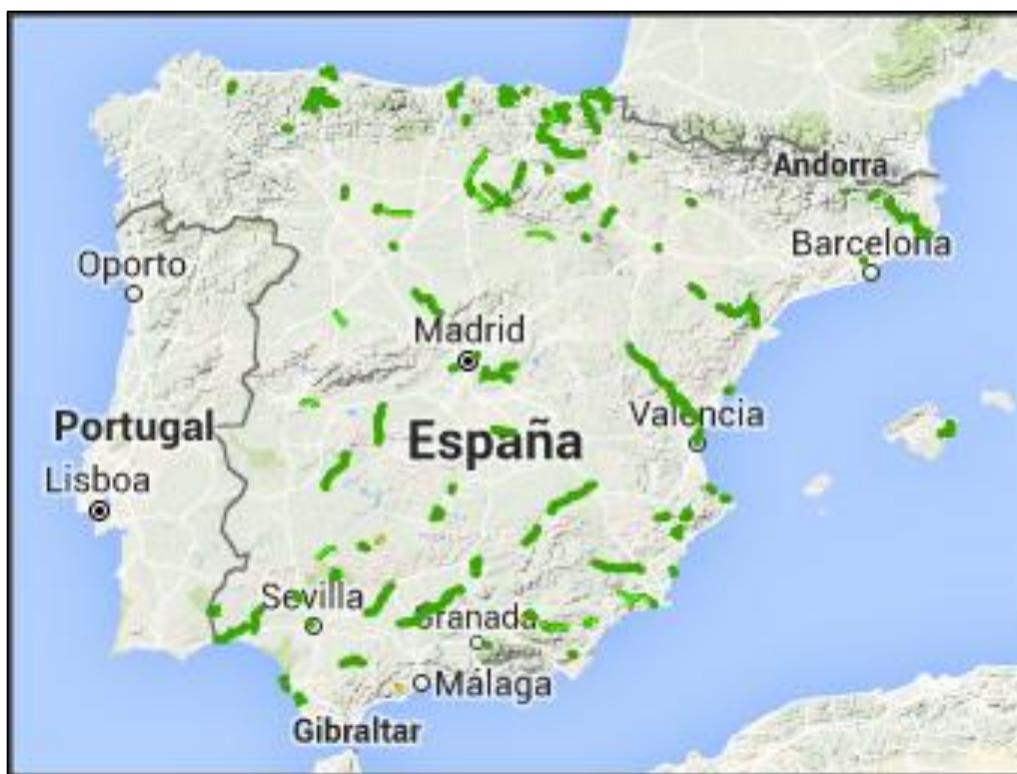 Andorra
Barcelona
Oporto
Madrid
Portugal
Valencia
España
Lisboa
Sevilla
Granada
Málaga
Gibraltar